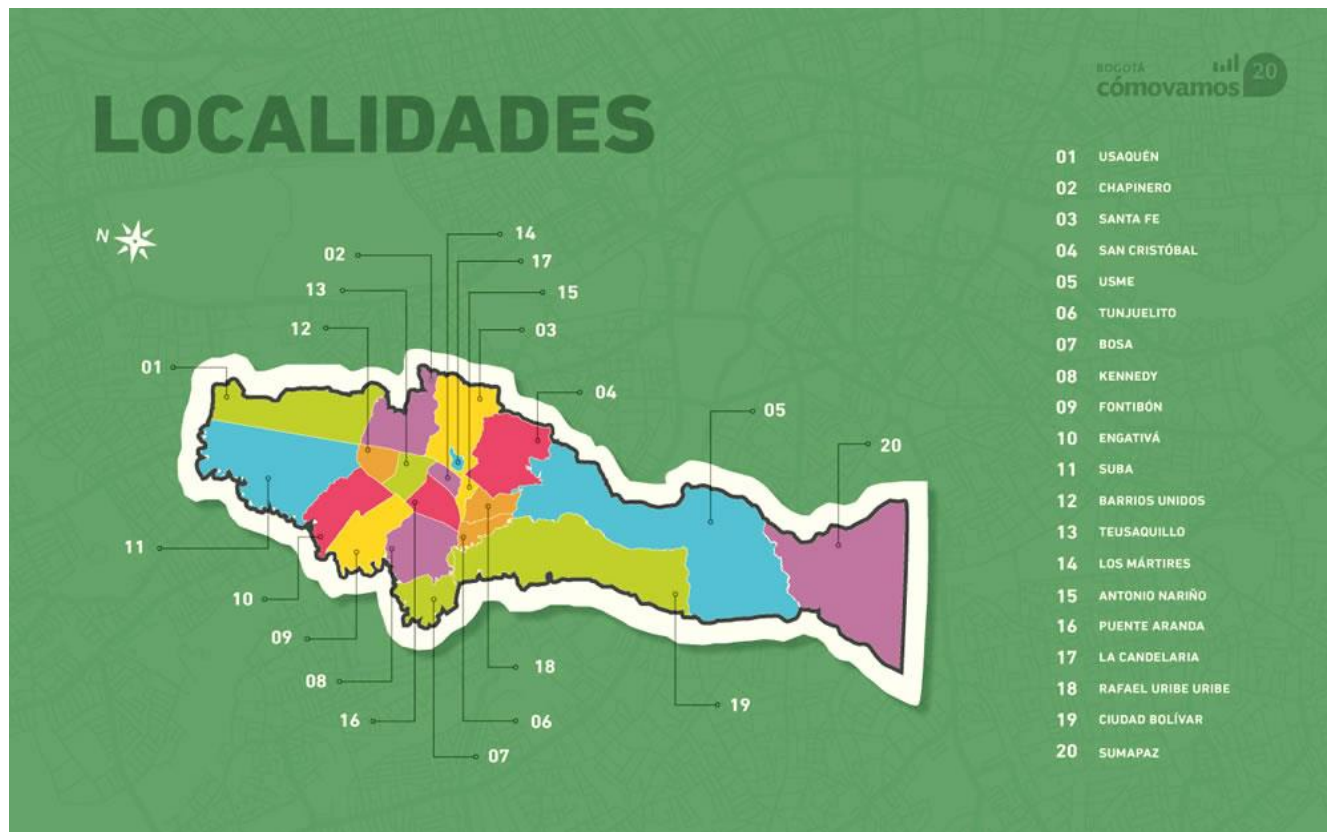 BOGOTÁ
cómovamos 20
LOCALIDADES
N
01 USAQUÉN
02 CHAPINERO
03 SANTA FE
04 SAN CRISTÓBAL
05 USME
06 TUNJUELITO
07 BOSA
08 KENNEDY
09 FONTIBÓN
10 ENGATIVÁ
11 SUBA
12 BARRIOS UNIDOS
13 TEUSAQUILLO
14 LOS MÁRTIRES
15 ANTONIO NARIÑO
16 PUENTE ARANDA
17 LA CANDELARIA
18 RAFAEL URIBE URIBE
19 CIUDAD BOLÍVAR
20 SUMAPAZ
14
02
17
13
15
12
03
01
04
05
20
11
10
09
18
08
19
16
06
07